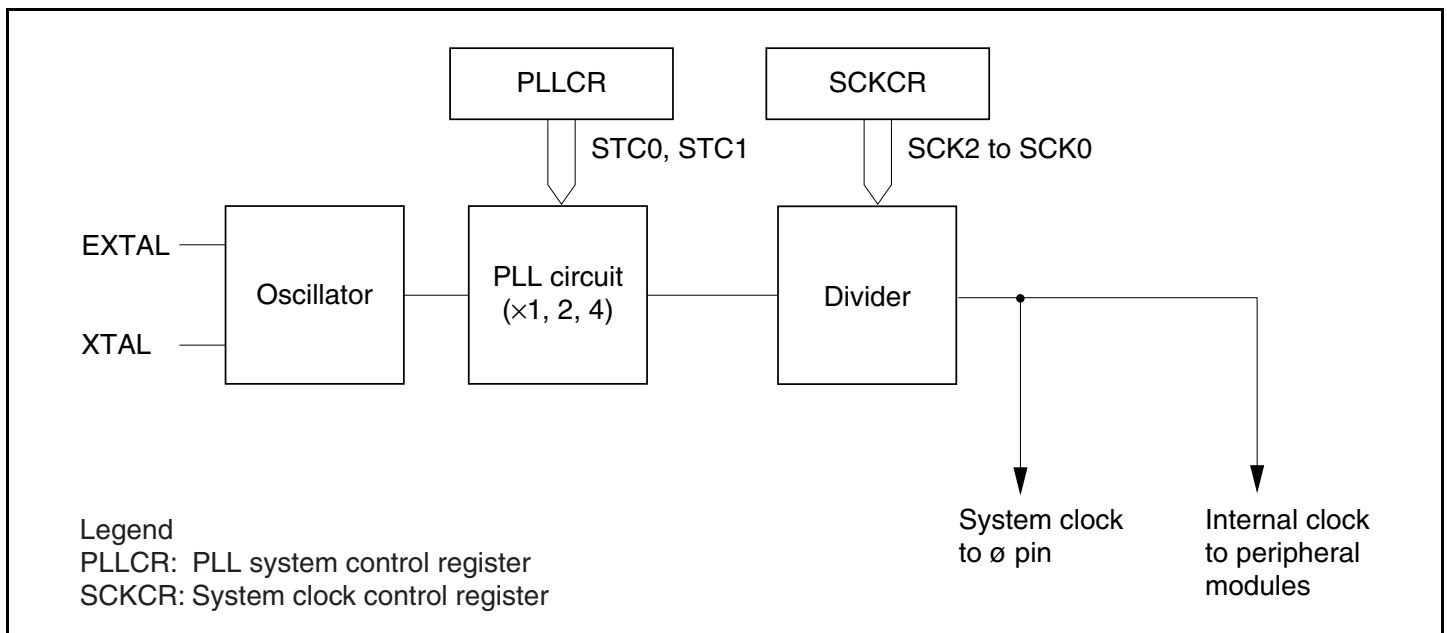 PLLCR
SCKCR
STC0, STC1
SCK2 to SCK0
EXTAL
XTAL
Oscillator
PLL circuit
(×1, 2, 4)
Divider
System clock
to ø pin
Internal clock
to peripheral
modules
Legend
PLLCR: PLL system control register
SCKCR: System clock control register